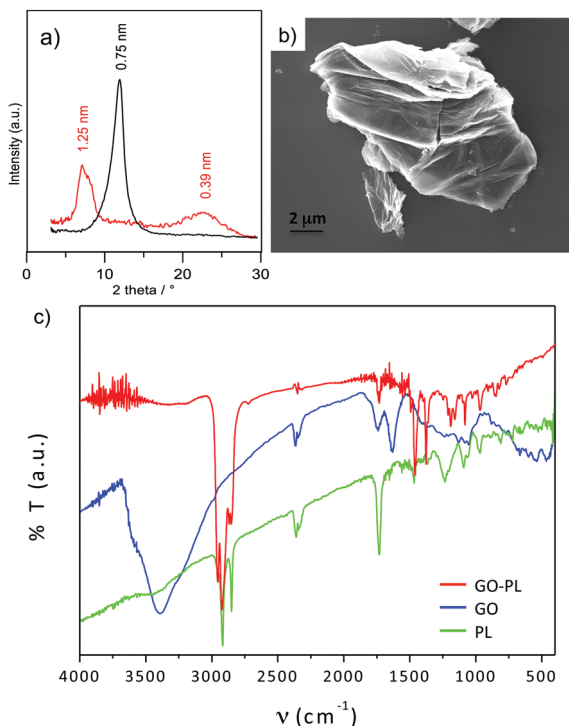 a)
Intensity (a.u.)
1.25 nm
0.75 nm
0.39 nm
0 10 20 30
2 theta / °
b)
2 μm
c)
% T (a.u.)
GO-PL
GO
PL
4000 3500 3000 2500 2000 1500 1000 500
ν (cm⁻¹)